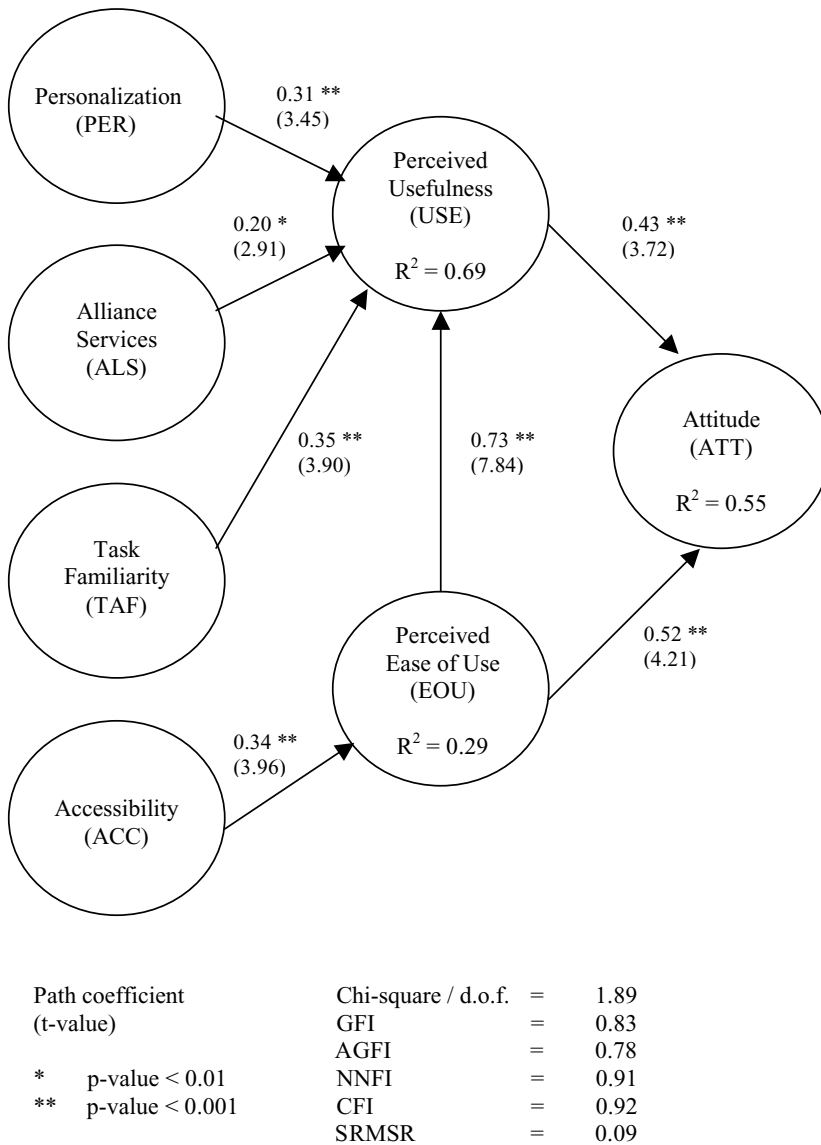 Personalization
(PER)
0.31 **
(3.45)
Perceived
Usefulness
(USE)
R² = 0.69
0.20 *
(2.91)
0.43 **
(3.72)
Alliance
Services
(ALS)
0.35 **
(3.90)
0.73 **
(7.84)
Attitude
(ATT)
R² = 0.55
Task
Familiarity
(TAF)
Perceived
Ease of Use
(EOU)
R² = 0.29
0.52 **
(4.21)
0.34 **
(3.96)
Accessibility
(ACC)
Path coefficient
(t-value)
* p-value < 0.01
** p-value < 0.001
Chi-square / d.o.f. = 1.89
GFI = 0.83
AGFI = 0.78
NNFI = 0.91
CFI = 0.92
SRMSR = 0.09